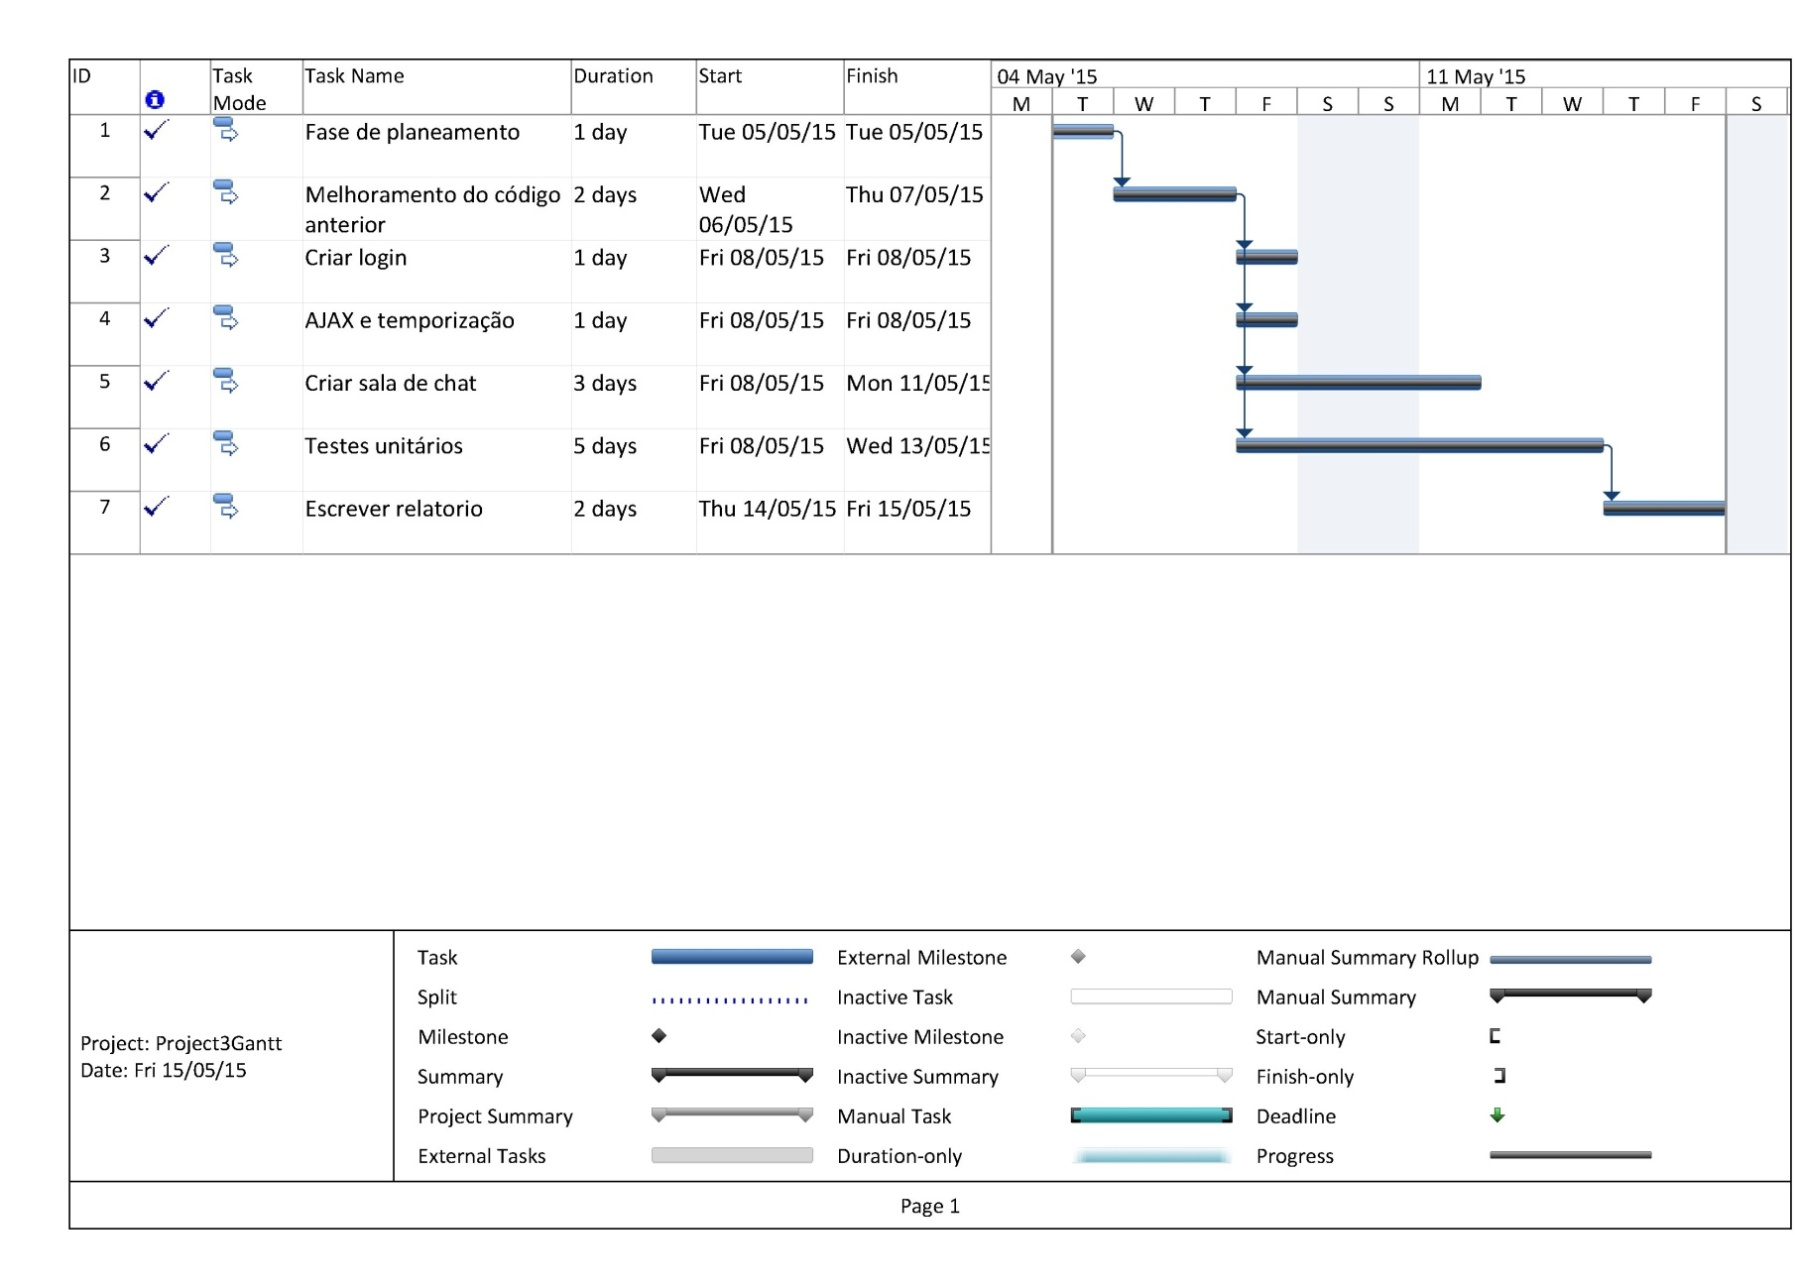 ID Task Mode Task Name Duration Start Finish 04 May '15 11 May '15
M T W T F S S M T W T F S
1 Fase de planeamento 1 day Tue 05/05/15 Tue 05/05/15
2 Melhoramento do código anterior 2 days Wed 06/05/15 Thu 07/05/15
3 Criar login 1 day Fri 08/05/15 Fri 08/05/15
4 AJAX e temporização 1 day Fri 08/05/15 Fri 08/05/15
5 Criar sala de chat 3 days Fri 08/05/15 Mon 11/05/15
6 Testes unitários 5 days Fri 08/05/15 Wed 13/05/15
7 Escrever relatorio 2 days Thu 14/05/15 Fri 15/05/15
Project: Project3Gantt
Date: Fri 15/05/15
Task External Milestone Manual Summary Rollup
Split Inactive Task Manual Summary
Milestone Inactive Milestone Start-only
Summary Inactive Summary Finish-only
Project Summary Manual Task Deadline
External Tasks Duration-only Progress
Page 1